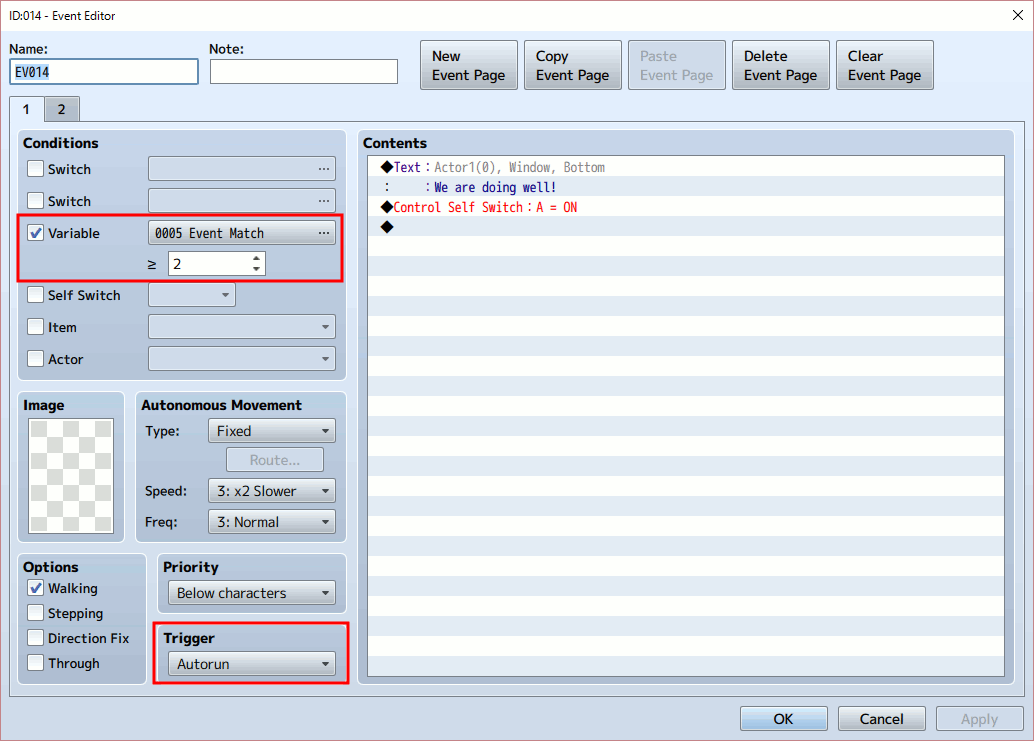 ID:014 - Event Editor
Name:
Note:
EV014
New
Event Page
Copy
Event Page
Paste
Event Page
Delete
Event Page
Clear
Event Page
1
2
Conditions
Switch
...
Switch
...
Variable
0005 Event Match
...
≥
2
Self Switch
Item
Actor
Image
Autonomous Movement
Type:
Fixed
Route...
Speed:
3: x2 Slower
Freq:
3: Normal
Options
Walking
Stepping
Direction Fix
Through
Priority
Below characters
Trigger
Autorun
Contents
◆Text：Actor1(0), Window, Bottom
：    ：We are doing well!
◆Control Self Switch：A = ON
◆
OK
Cancel
Apply